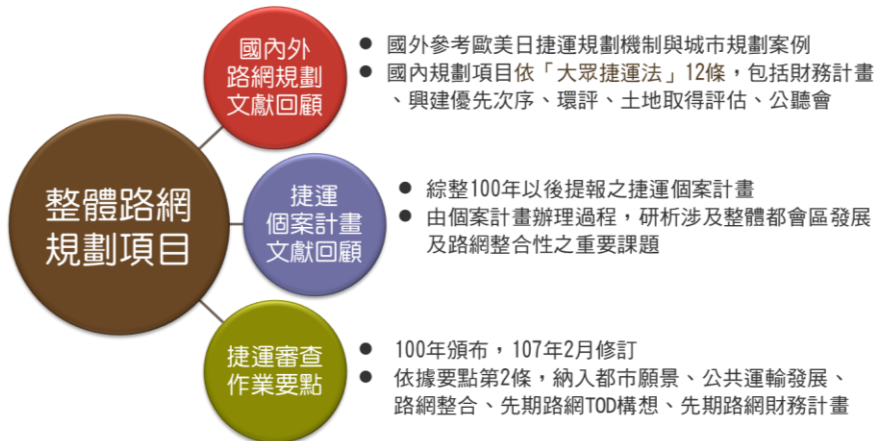 整體路網
規劃項目
國內外
路網規劃
文獻回顧
● 國外參考歐美日捷運規劃機制與城市規劃案例
● 國內規劃項目依「大眾捷運法」12條，包括財務計畫
、興建優先次序、環評、土地取得評估、公聽會
捷運
個案計畫
文獻回顧
● 綜整100年以後提報之捷運個案計畫
● 由個案計畫辦理過程，研析涉及整體都會區發展
及路網整合性之重要課題
捷運審查
作業要點
● 100年頒布，107年2月修訂
● 依據要點第2條，納入都市願景、公共運輸發展、
路網整合、先期路網TOD構想、先期路網財務計畫